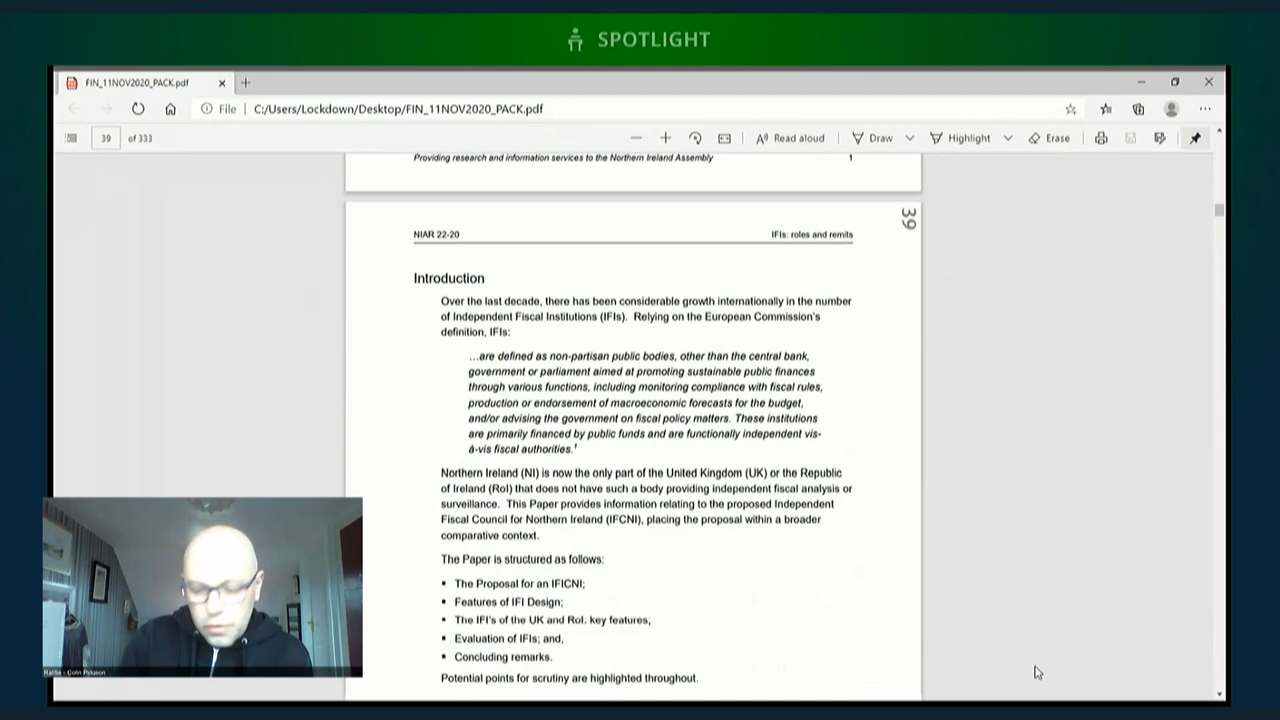 SPOTLIGHT
FIN_11NOV2020_PACK.pdf
File
C:/Users/Lockdown/Desktop/FIN_11NOV2020_PACK.pdf
39 of 333
Read aloud
Draw
Highlight
Erase
Providing research and information services to the Northern Ireland Assembly 1
39
NIAR 22-20 IFIs: roles and remits
Introduction
Over the last decade, there has been considerable growth internationally in the number
of Independent Fiscal Institutions (IFIs). Relying on the European Commission's
definition, IFIs:
…are defined as non-partisan public bodies, other than the central bank,
government or parliament aimed at promoting sustainable public finances
through various functions, including monitoring compliance with fiscal rules,
production or endorsement of macroeconomic forecasts for the budget,
and/or advising the government on fiscal policy matters. These institutions
are primarily financed by public funds and are functionally independent vis-
à-vis fiscal authorities.1
Northern Ireland (NI) is now the only part of the United Kingdom (UK) or the Republic
of Ireland (RoI) that does not have such a body providing independent fiscal analysis or
surveillance. This Paper provides information relating to the proposed Independent
Fiscal Council for Northern Ireland (IFCNI), placing the proposal within a broader
comparative context.
The Paper is structured as follows:
▪ The Proposal for an IFICNI;
▪ Features of IFI Design;
▪ The IFI's of the UK and RoI: key features;
▪ Evaluation of IFIs; and,
▪ Concluding remarks.
Potential points for scrutiny are highlighted throughout.
RaISe - Colin Pidgeon